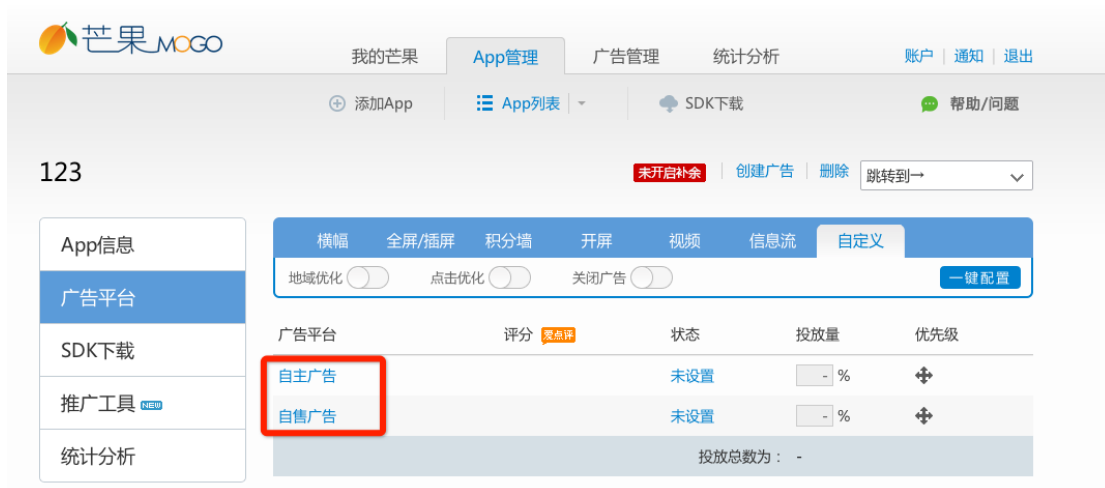 芒果 MOGO
我的芒果 App管理 广告管理 统计分析 账户 | 通知 | 退出
添加App App列表 SDK下载 帮助/问题
123 未开启补余 创建广告 删除 跳转到→
App信息
广告平台
SDK下载
推广工具 NEW
统计分析
横幅 全屏/插屏 积分墙 开屏 视频 信息流 自定义
地域优化 点击优化 关闭广告 一键配置
广告平台 评分 爱点评 状态 投放量 优先级
自主广告 未设置 - %
自售广告 未设置 - %
投放总数为： -